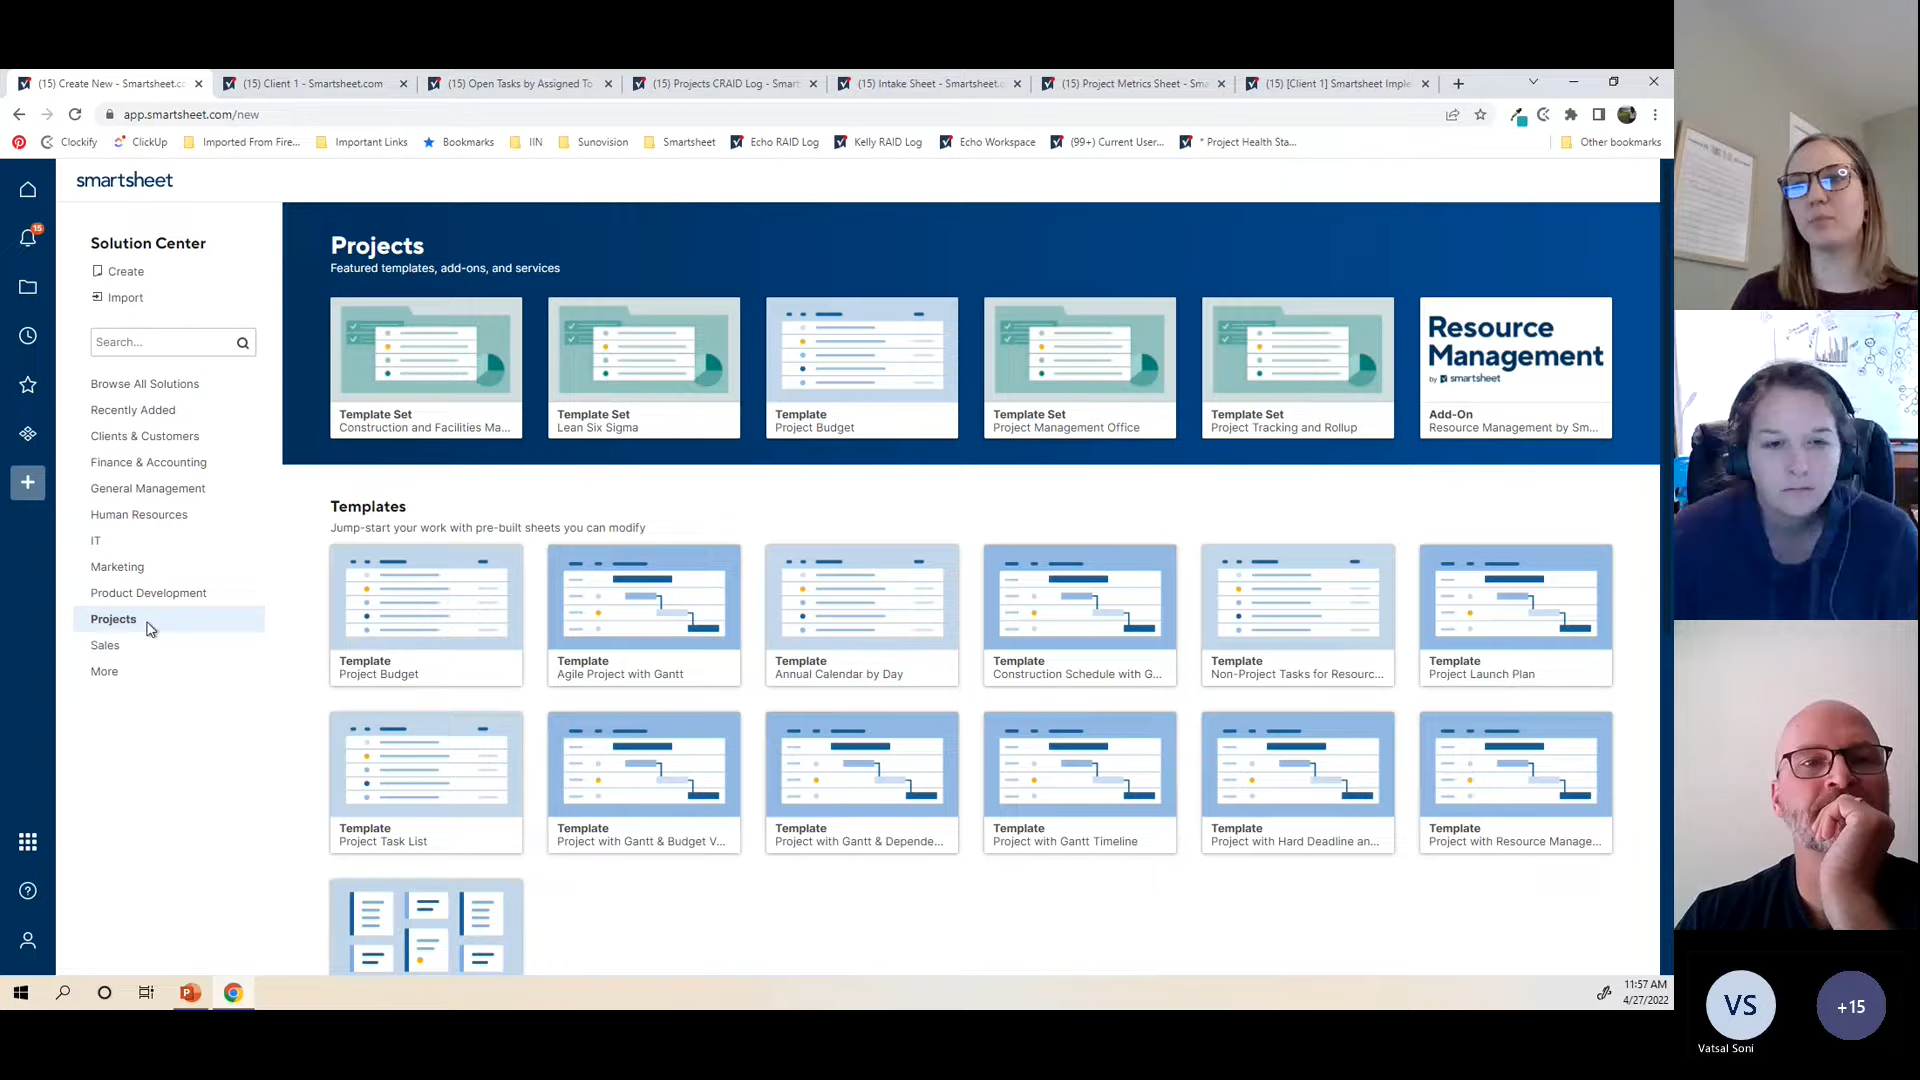 (15) Create New - Smartsheet.co
(15) Client 1 - Smartsheet.com
(15) Open Tasks by Assigned To
(15) Projects CRAID Log - Smart
(15) Intake Sheet - Smartsheet.c
(15) Project Metrics Sheet - Sma
(15) [Client 1] Smartsheet Imple
app.smartsheet.com/new
Clockify
ClickUp
Imported From Fire...
Important Links
Bookmarks
IIN
Sunovision
Smartsheet
Echo RAID Log
Kelly RAID Log
Echo Workspace
(99+) Current User...
* Project Health Sta...
Other bookmarks
smartsheet
15
Solution Center
Create
Import
Search...
Browse All Solutions
Recently Added
Clients & Customers
Finance & Accounting
General Management
Human Resources
IT
Marketing
Product Development
Projects
Sales
More
Projects
Featured templates, add-ons, and services
Template Set
Construction and Facilities Ma...
Template Set
Lean Six Sigma
Template
Project Budget
Template Set
Project Management Office
Template Set
Project Tracking and Rollup
Resource
Management
by smartsheet
Add-On
Resource Management by Sm...
Templates
Jump-start your work with pre-built sheets you can modify
Template
Project Budget
Template
Agile Project with Gantt
Template
Annual Calendar by Day
Template
Construction Schedule with G...
Template
Non-Project Tasks for Resourc...
Template
Project Launch Plan
Template
Project Task List
Template
Project with Gantt & Budget V...
Template
Project with Gantt & Depende...
Template
Project with Gantt Timeline
Template
Project with Hard Deadline an...
Template
Project with Resource Manage...
11:57 AM
4/27/2022
VS
+15
Vatsal Soni